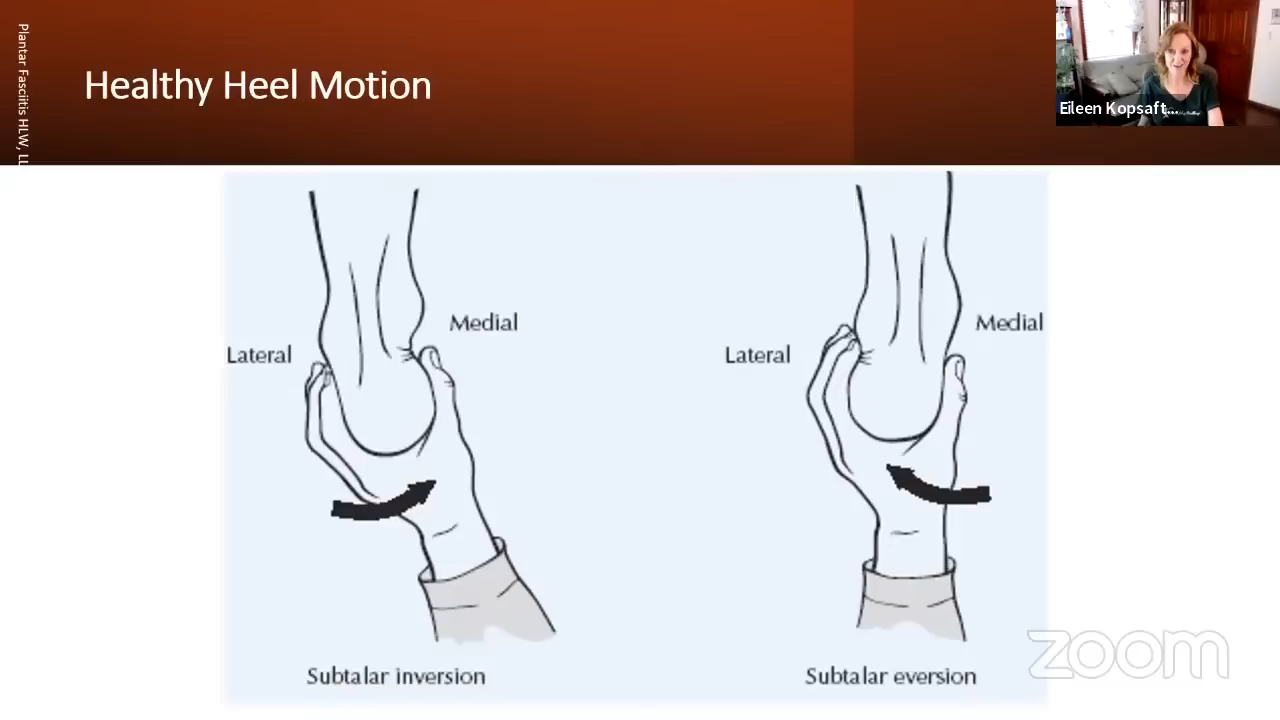 Plantar Fasciitis HLW, LL
Healthy Heel Motion
Eileen Kopsaft...
Medial
Lateral
Medial
Lateral
Subtalar inversion
Subtalar eversion
zoom